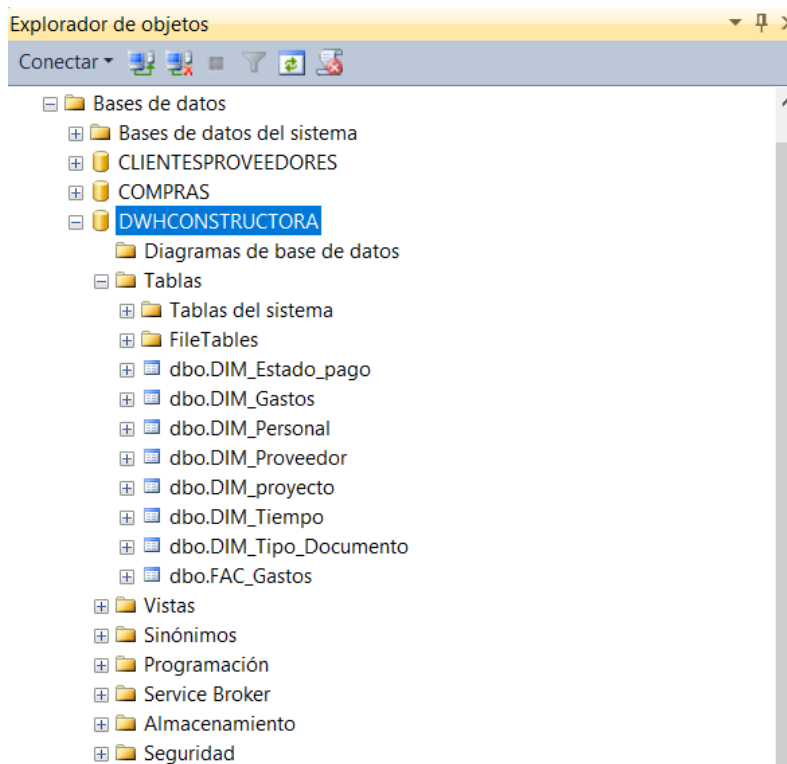 Explorador de objetos
Conectar
Bases de datos
Bases de datos del sistema
CLIENTESPROVEEDORES
COMPRAS
DWHCONSTRUCTORA
Diagramas de base de datos
Tablas
Tablas del sistema
FileTables
dbo.DIM_Estado_pago
dbo.DIM_Gastos
dbo.DIM_Personal
dbo.DIM_Proveedor
dbo.DIM_proyecto
dbo.DIM_Tiempo
dbo.DIM_Tipo_Documento
dbo.FAC_Gastos
Vistas
Sinónimos
Programación
Service Broker
Almacenamiento
Seguridad